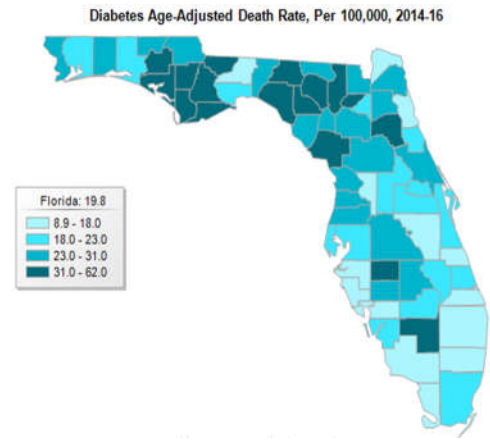 Diabetes Age-Adjusted Death Rate, Per 100,000, 2014-16
Florida: 19.8
8.9 - 18.0
18.0 - 23.0
23.0 - 31.0
31.0 - 62.0